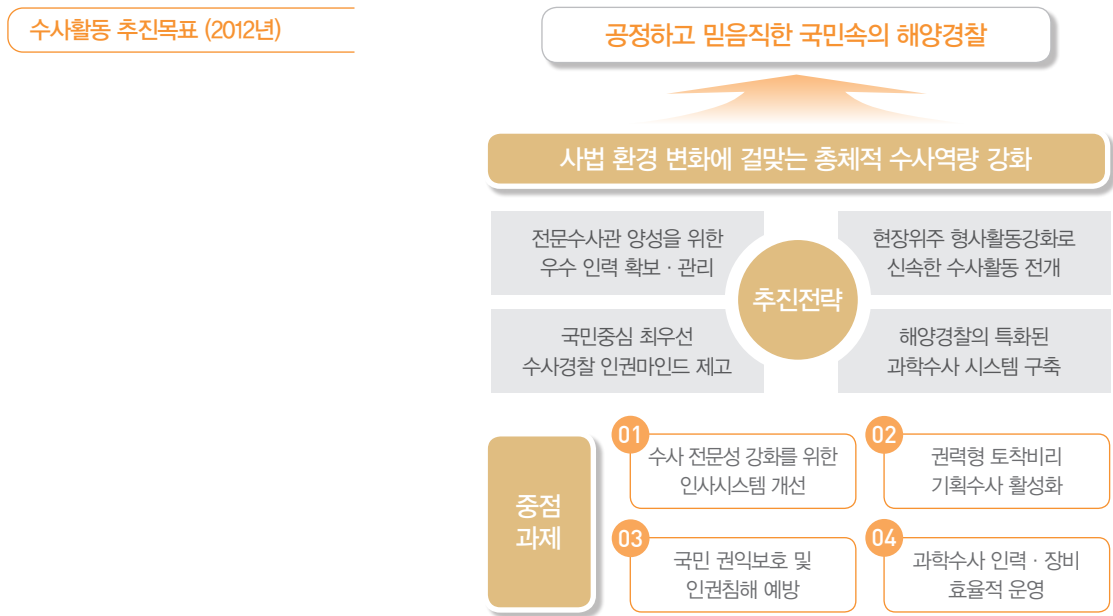 수사활동 추진목표 (2012년)
공정하고 믿음직한 국민속의 해양경찰
사법 환경 변화에 걸맞는 총체적 수사역량 강화
전문수사관 양성을 위한
우수 인력 확보 · 관리
현장위주 형사활동강화로
신속한 수사활동 전개
추진전략
국민중심 최우선
수사경찰 인권마인드 제고
해양경찰의 특화된
과학수사 시스템 구축
중점
과제
01
수사 전문성 강화를 위한
인사시스템 개선
02
권력형 토착비리
기획수사 활성화
03
국민 권익보호 및
인권침해 예방
04
과학수사 인력 · 장비
효율적 운영